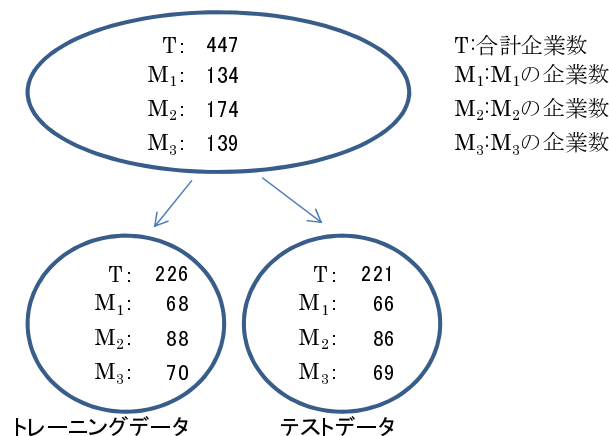 T: 447
M₁: 134
M₂: 174
M₃: 139
T:合計企業数
M₁:M₁の企業数
M₂:M₂の企業数
M₃:M₃の企業数
T: 226
M₁: 68
M₂: 88
M₃: 70
トレーニングデータ
T: 221
M₁: 66
M₂: 86
M₃: 69
テストデータ